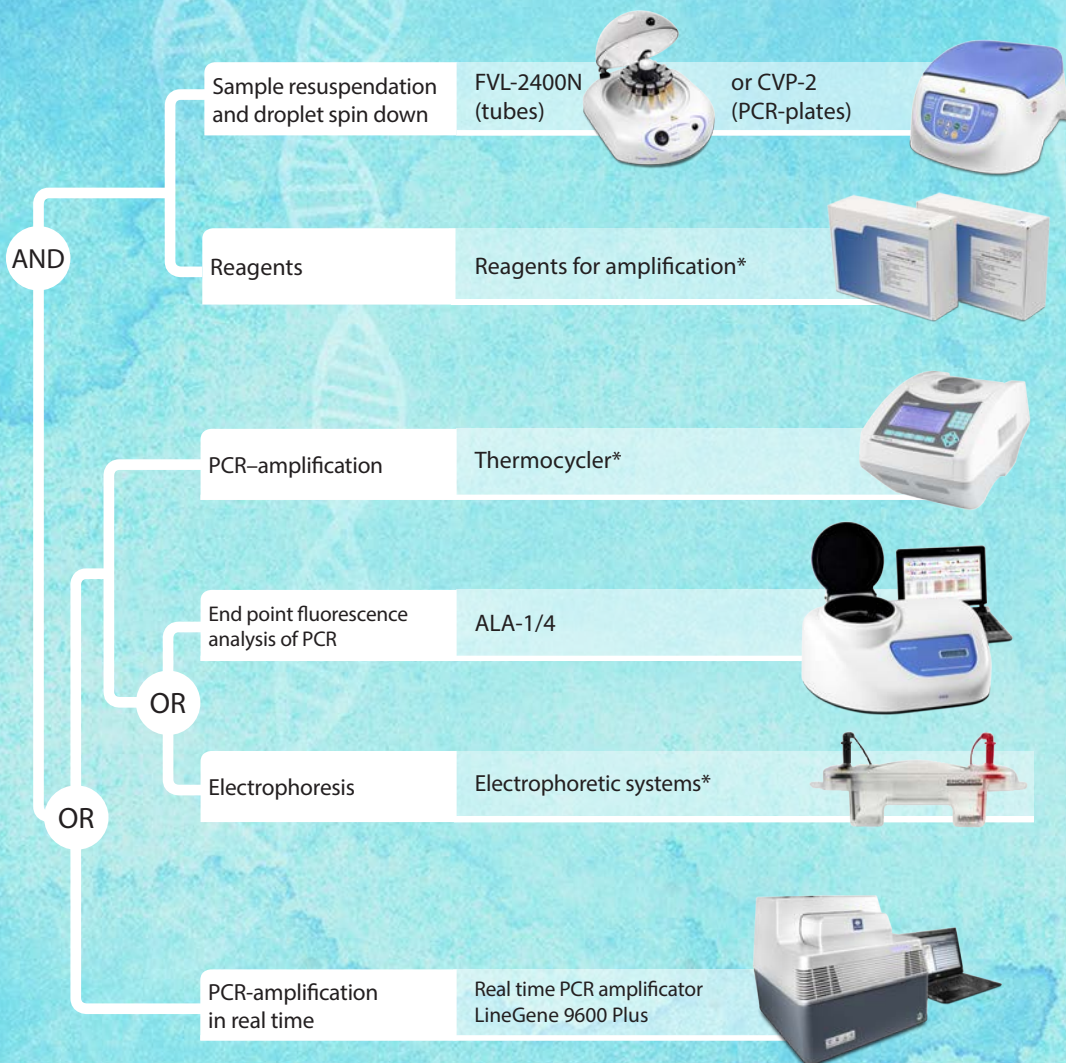 Sample resuspendation
and droplet spin down
FVL-2400N
(tubes)
or CVP-2
(PCR-plates)
AND
Reagents
Reagents for amplification*
PCR–amplification
Thermocycler*
End point fluorescence
analysis of PCR
ALA-1/4
OR
Electrophoresis
Electrophoretic systems*
OR
PCR-amplification
in real time
Real time PCR amplificator
LineGene 9600 Plus